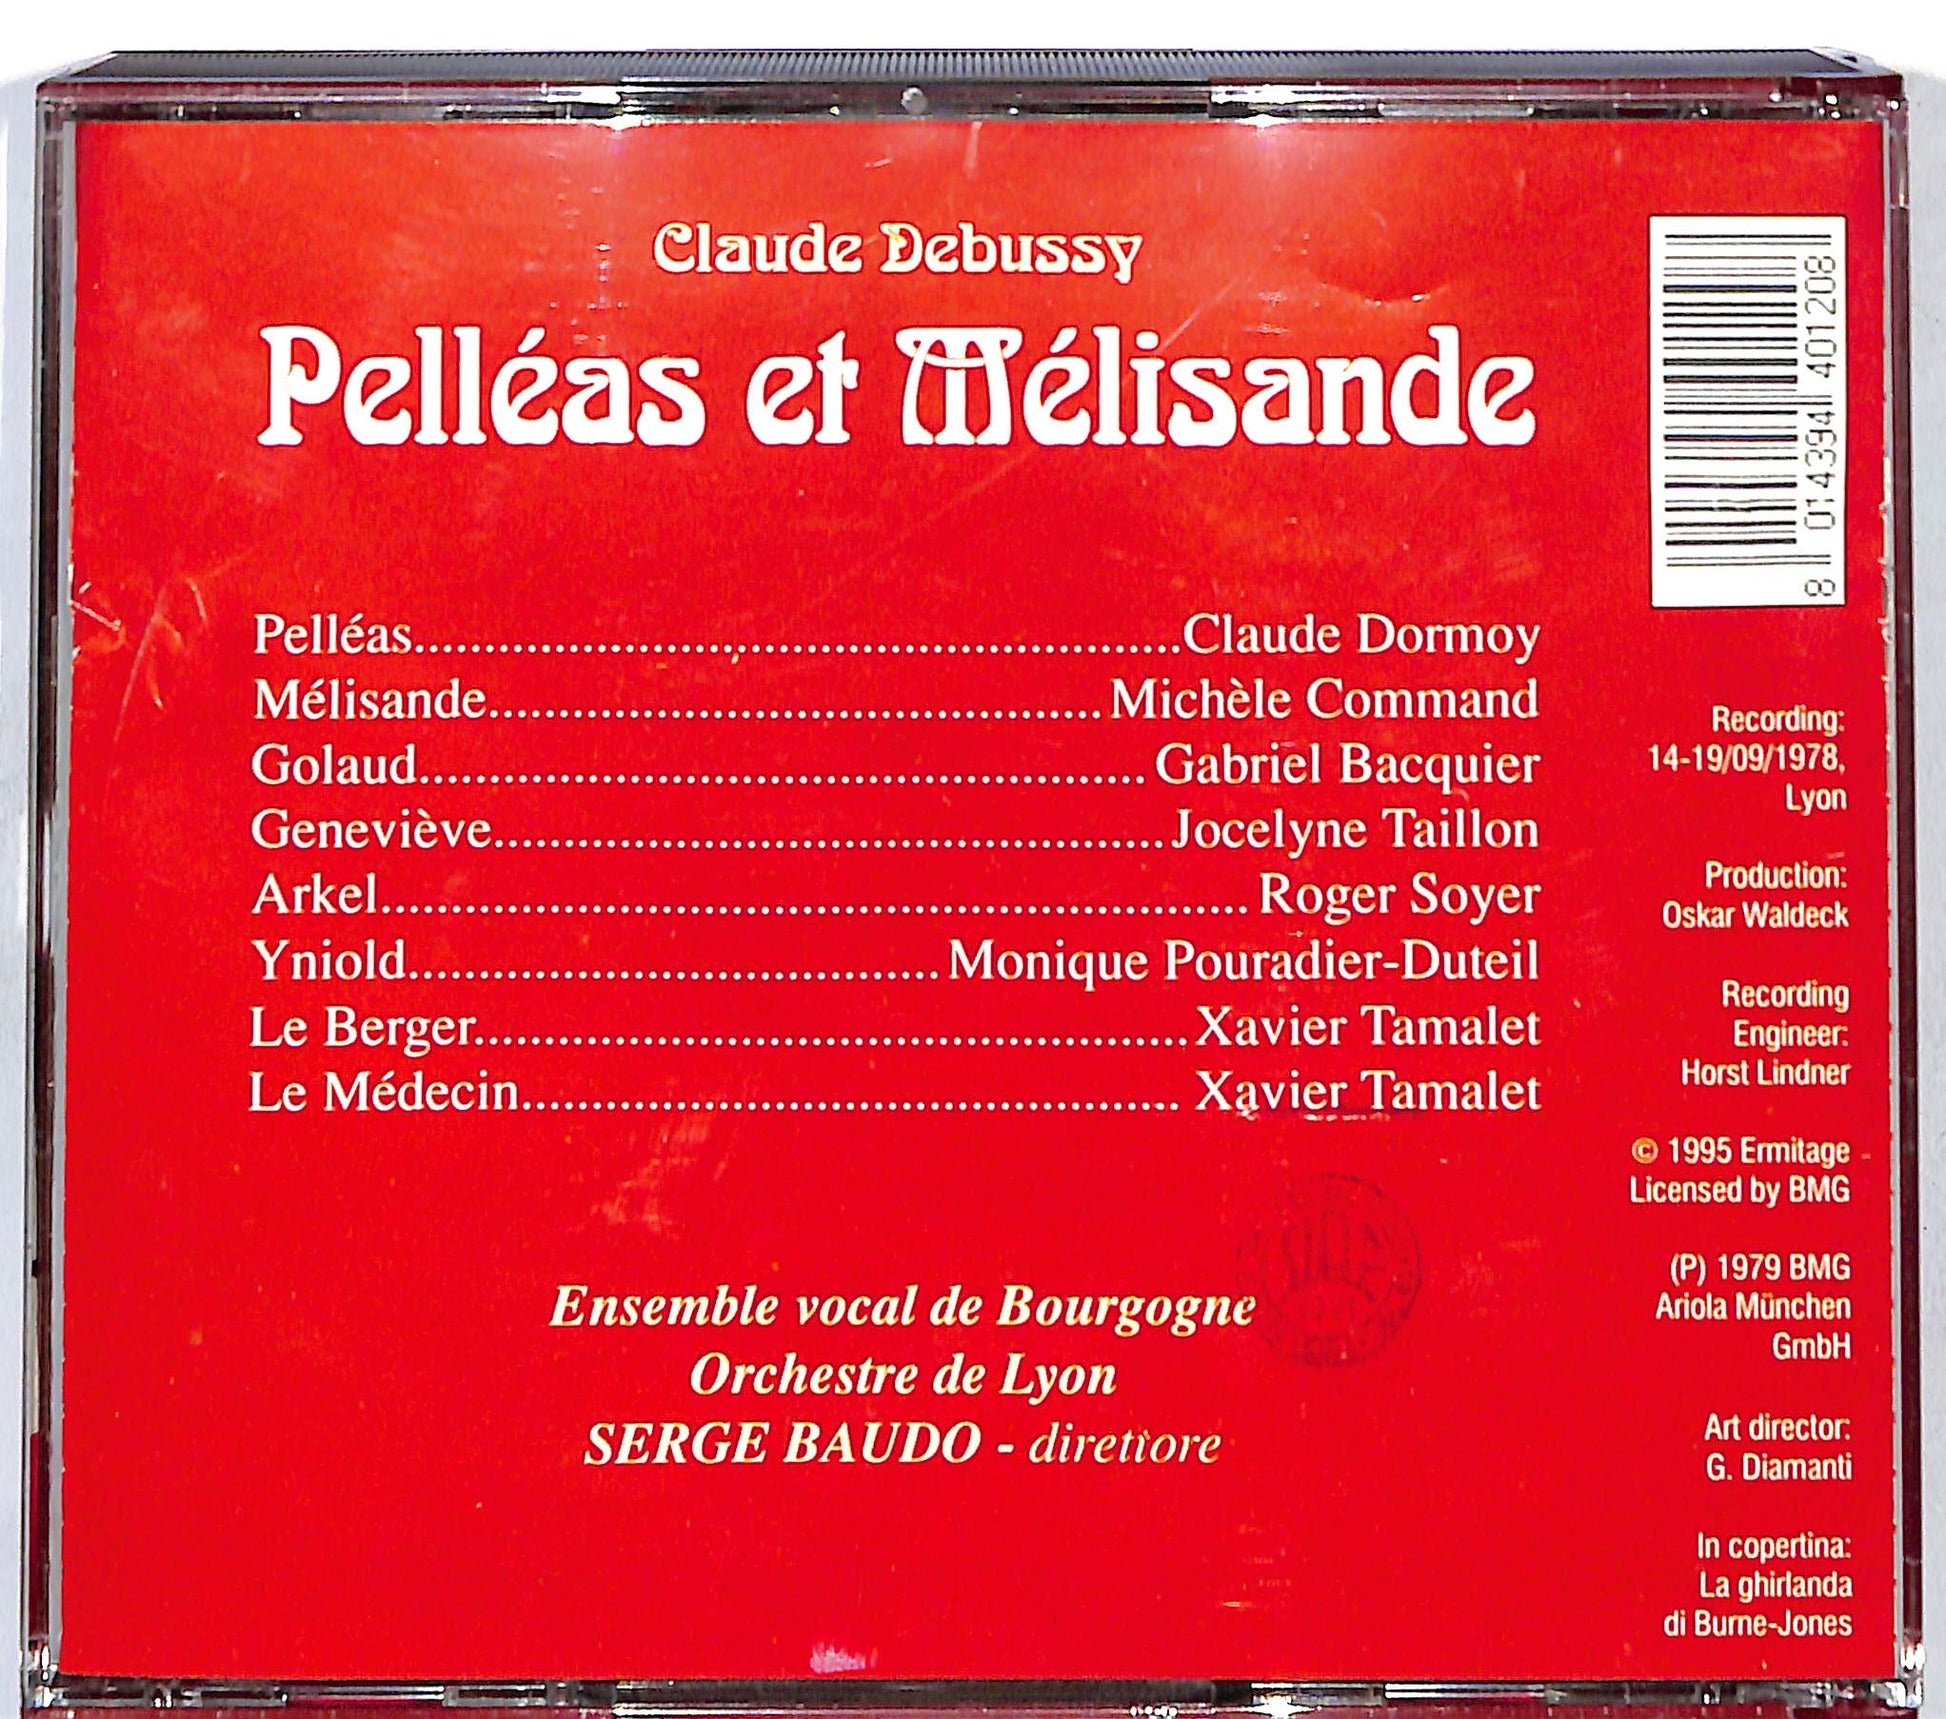 Claude Debussy
Pelléas et Mélisande
Pelléas......................................................Claude Dormoy
Mélisande............................................Michèle Command
Golaud....................................................Gabriel Bacquier
Geneviève................................................Jocelyne Taillon
Arkel..............................................................Roger Soyer
Yniold......................................Monique Pouradier-Duteil
Le Berger...................................................Xavier Tamalet
Le Médecin...............................................Xavier Tamalet
Ensemble vocal de Bourgogne
Orchestre de Lyon
SERGE BAUDO - direttore
8 014394 401208
Recording:
14-19/09/1978,
Lyon
Production:
Oskar Waldeck
Recording
Engineer:
Horst Lindner
© 1995 Ermitage
Licensed by BMG
(P) 1979 BMG
Ariola München
GmbH
Art director:
G. Diamanti
In copertina:
La ghirlanda
di Burne-Jones